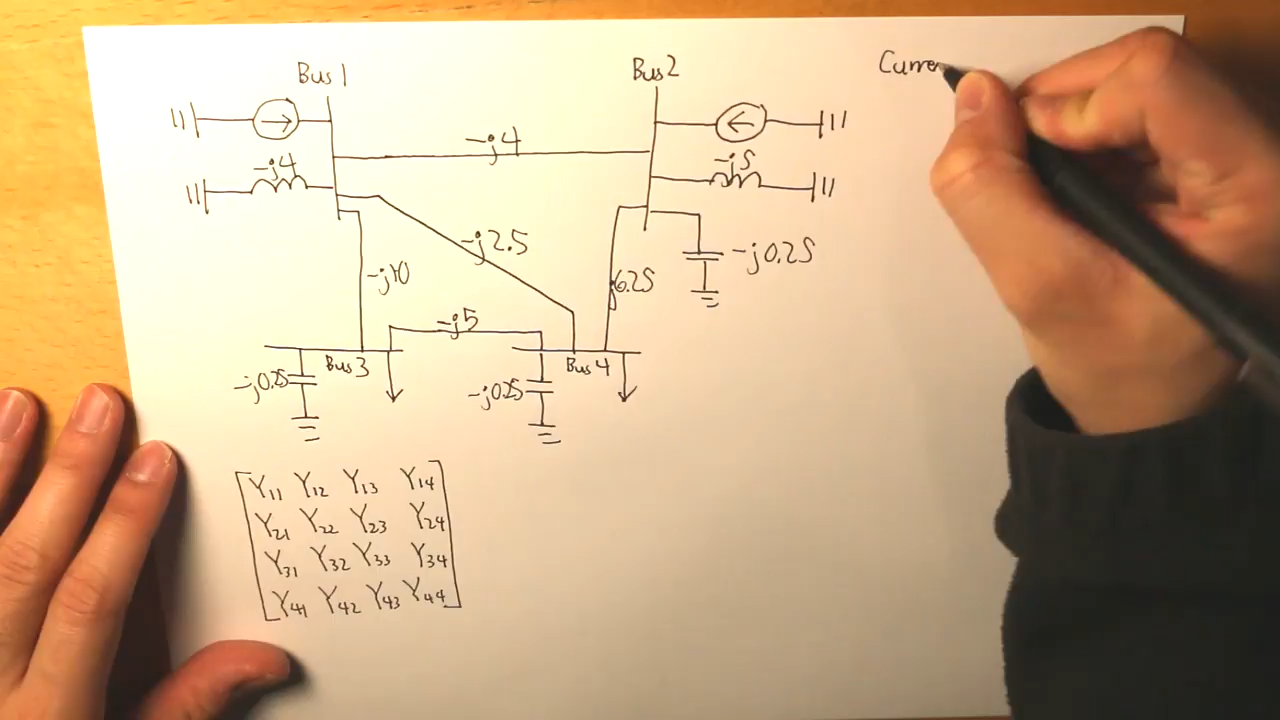 Bus 1
Bus 2
Curre
-j4
-j4
-j5
-j2.5
-j0.25
-j10
j6.25
-j5
Bus 3
Bus 4
-j0.25
-j0.25
Y11 Y12 Y13 Y14
Y21 Y22 Y23 Y24
Y31 Y32 Y33 Y34
Y41 Y42 Y43 Y44